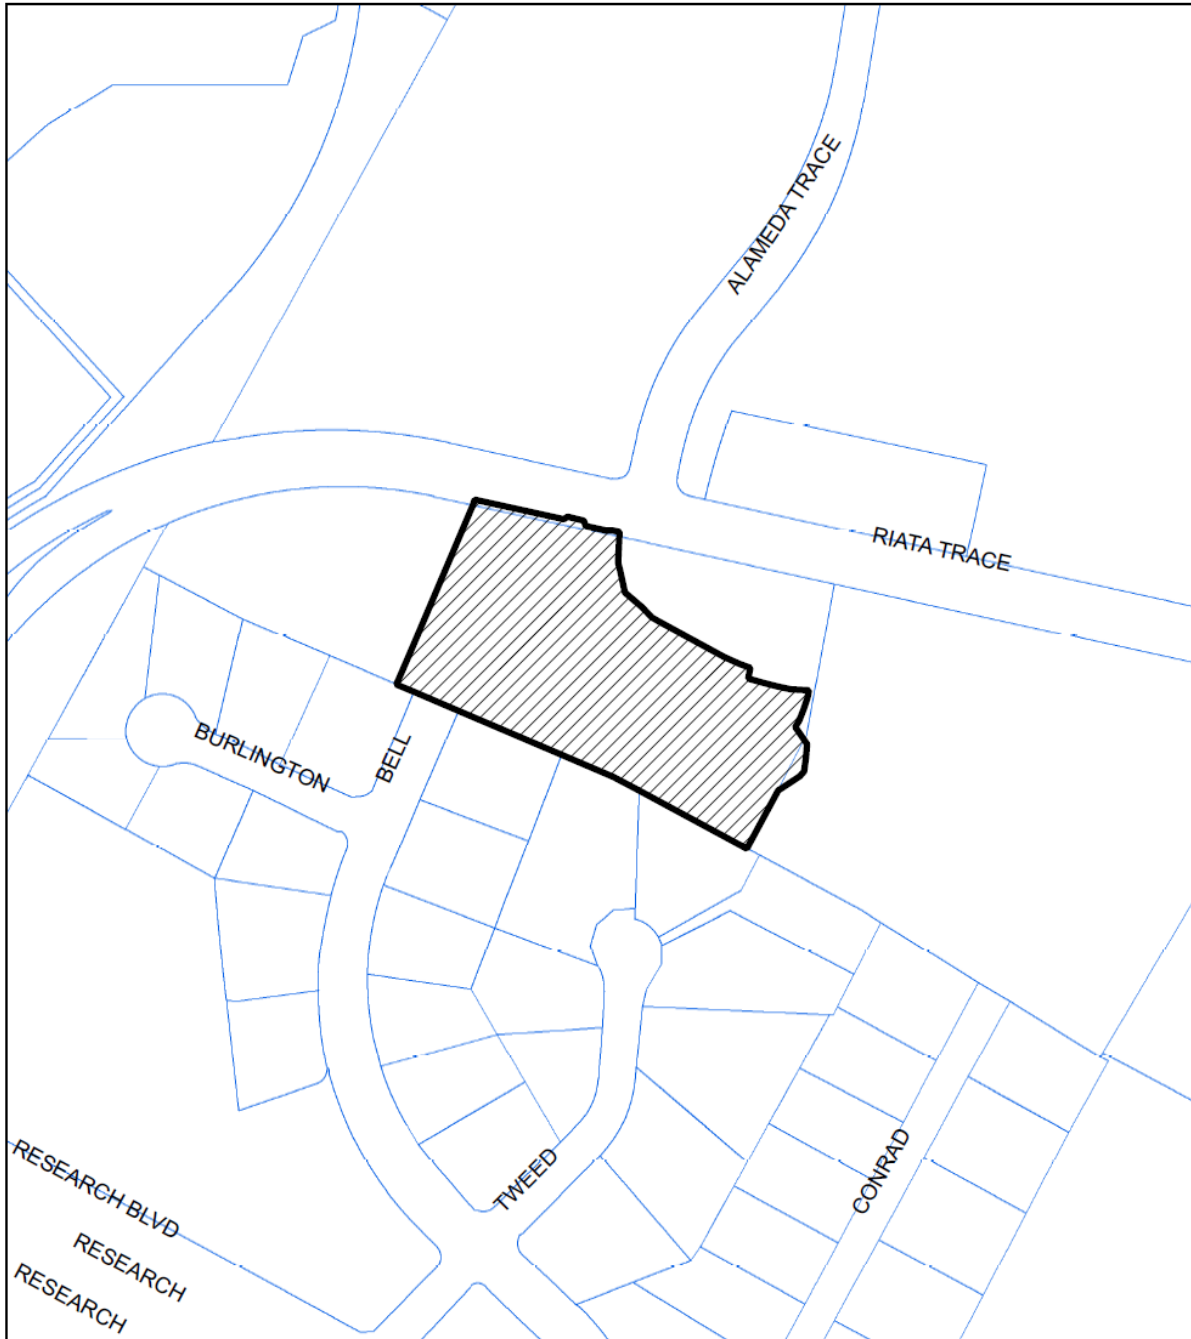 ALAMEDA TRACE
RIATA TRACE
BURLINGTON
BELL
TWEED
CONRAD
RESEARCH BLVD
RESEARCH
RESEARCH